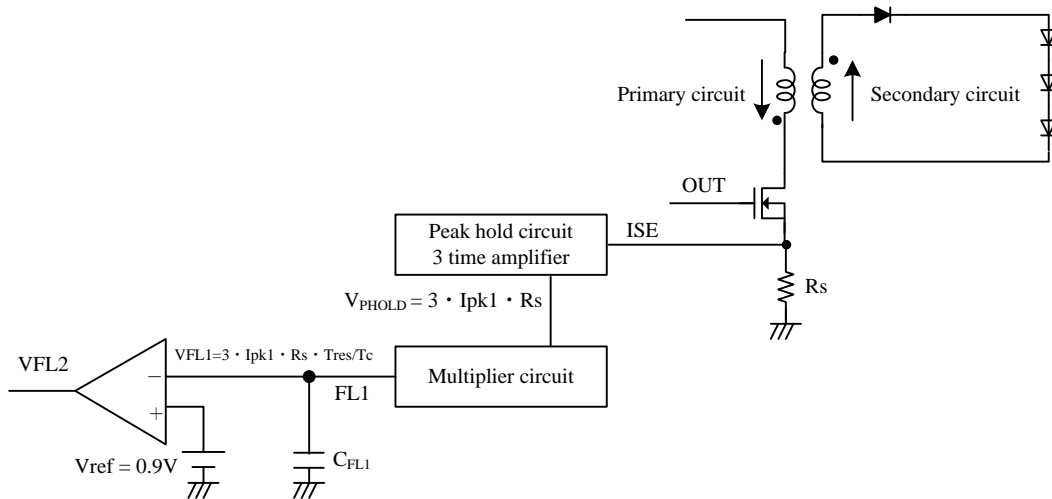 Primary circuit
Secondary circuit
OUT
Peak hold circuit
3 time amplifier
ISE
Rs
VPHOLD = 3・Ipk1・Rs
VFL2
VFL1=3・Ipk1・Rs・Tres/Tc
Multiplier circuit
−
FL1
+
Vref = 0.9V
CFL1